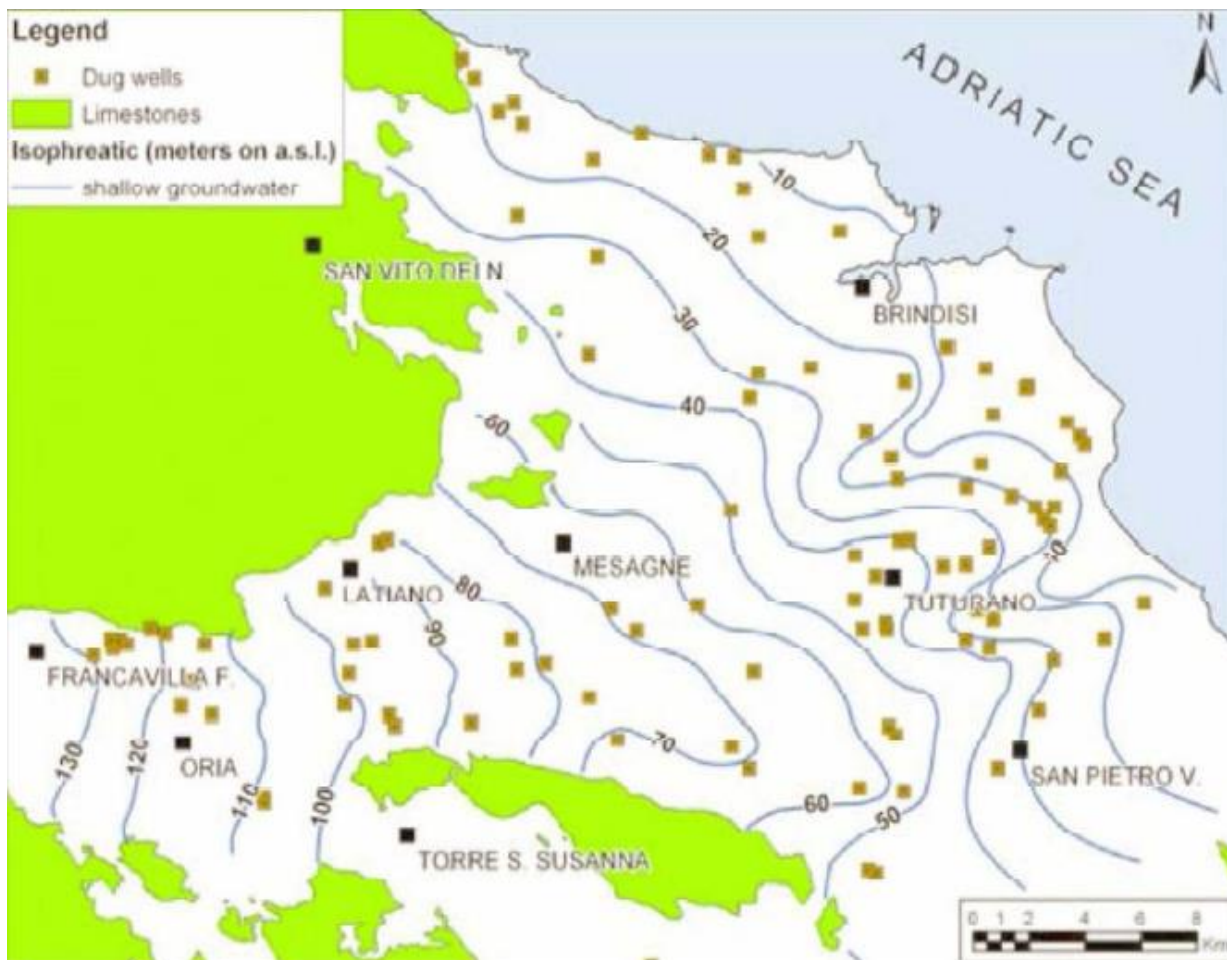 Legend
Dug wells
Limestones
Isophreatic (meters on a.s.l.)
shallow groundwater
N
ADRIATIC SEA
10
20
SAN VITO DEI N
BRINDISI
30
40
60
MESAGNE
LATIANO
80
TUTURANO
90
FRANCAVILLA F.
ORIA
70
SAN PIETRO V.
130
120
110
100
60
50
TORRE S. SUSANNA
0 1 2 4 6 8
Km